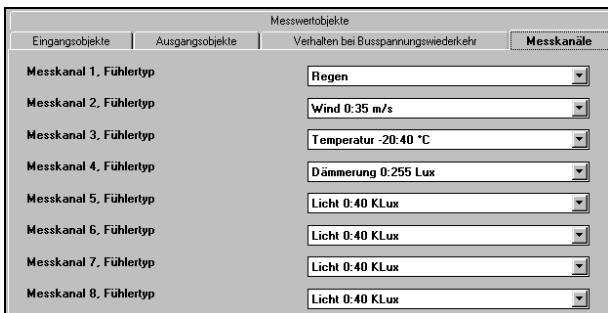 Messwertobjekte
Eingangsobjekte Ausgangsobjekte Verhalten bei Busspannungswiederkehr Messkanäle
Messkanal 1, Fühlertyp Regen
Messkanal 2, Fühlertyp Wind 0:35 m/s
Messkanal 3, Fühlertyp Temperatur -20:40 °C
Messkanal 4, Fühlertyp Dämmerung 0:255 Lux
Messkanal 5, Fühlertyp Licht 0:40 KLux
Messkanal 6, Fühlertyp Licht 0:40 KLux
Messkanal 7, Fühlertyp Licht 0:40 KLux
Messkanal 8, Fühlertyp Licht 0:40 KLux